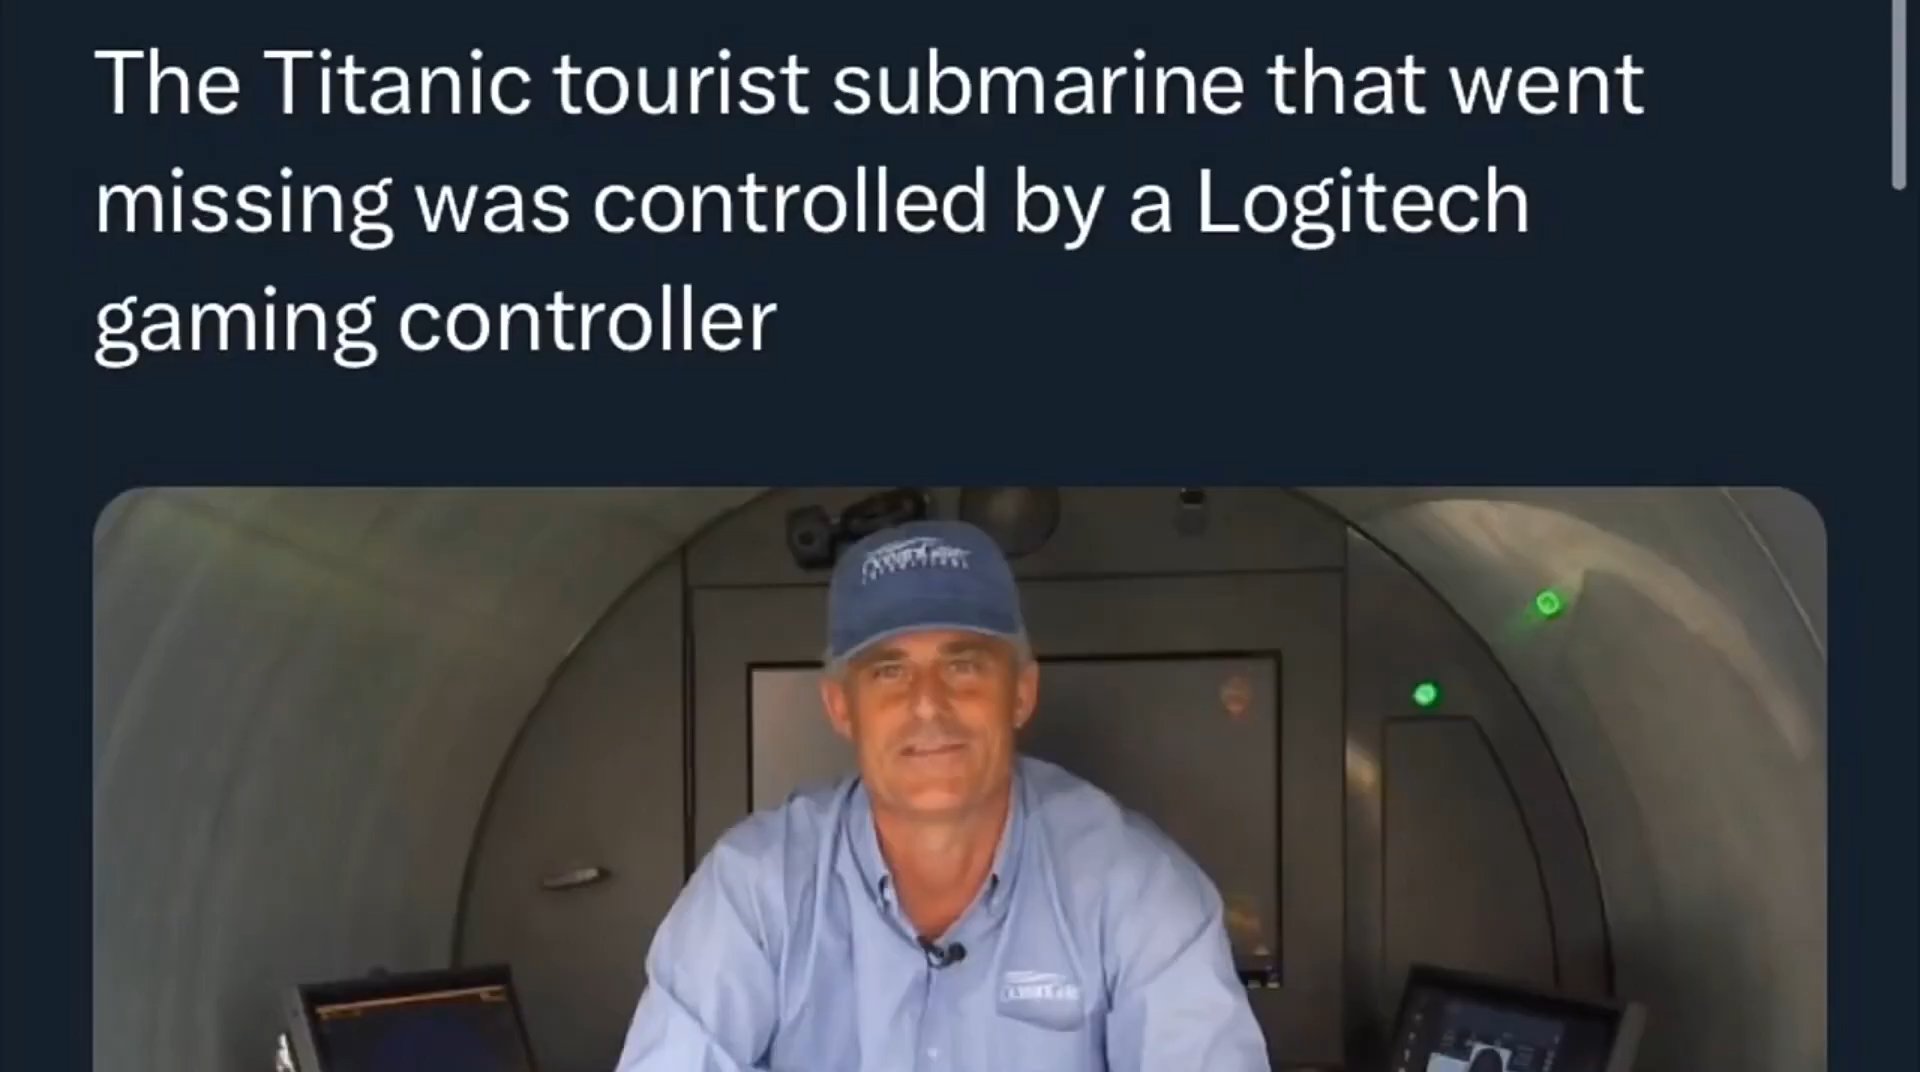 The Titanic tourist submarine that went
missing was controlled by a Logitech
gaming controller